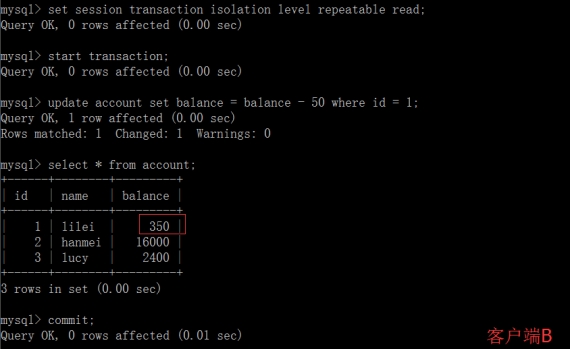 mysql> set session transaction isolation level repeatable read;
Query OK, 0 rows affected (0.00 sec)
mysql> start transaction;
Query OK, 0 rows affected (0.00 sec)
mysql> update account set balance = balance - 50 where id = 1;
Query OK, 1 row affected (0.00 sec)
Rows matched: 1  Changed: 1  Warnings: 0
mysql> select * from account;
+------+--------+---------+
| id   | name   | balance |
+------+--------+---------+
|    1 | lilei  |     350 |
|    2 | hanmei |   16000 |
|    3 | lucy   |    2400 |
+------+--------+---------+
3 rows in set (0.00 sec)
mysql> commit;
Query OK, 0 rows affected (0.01 sec)
客户端B